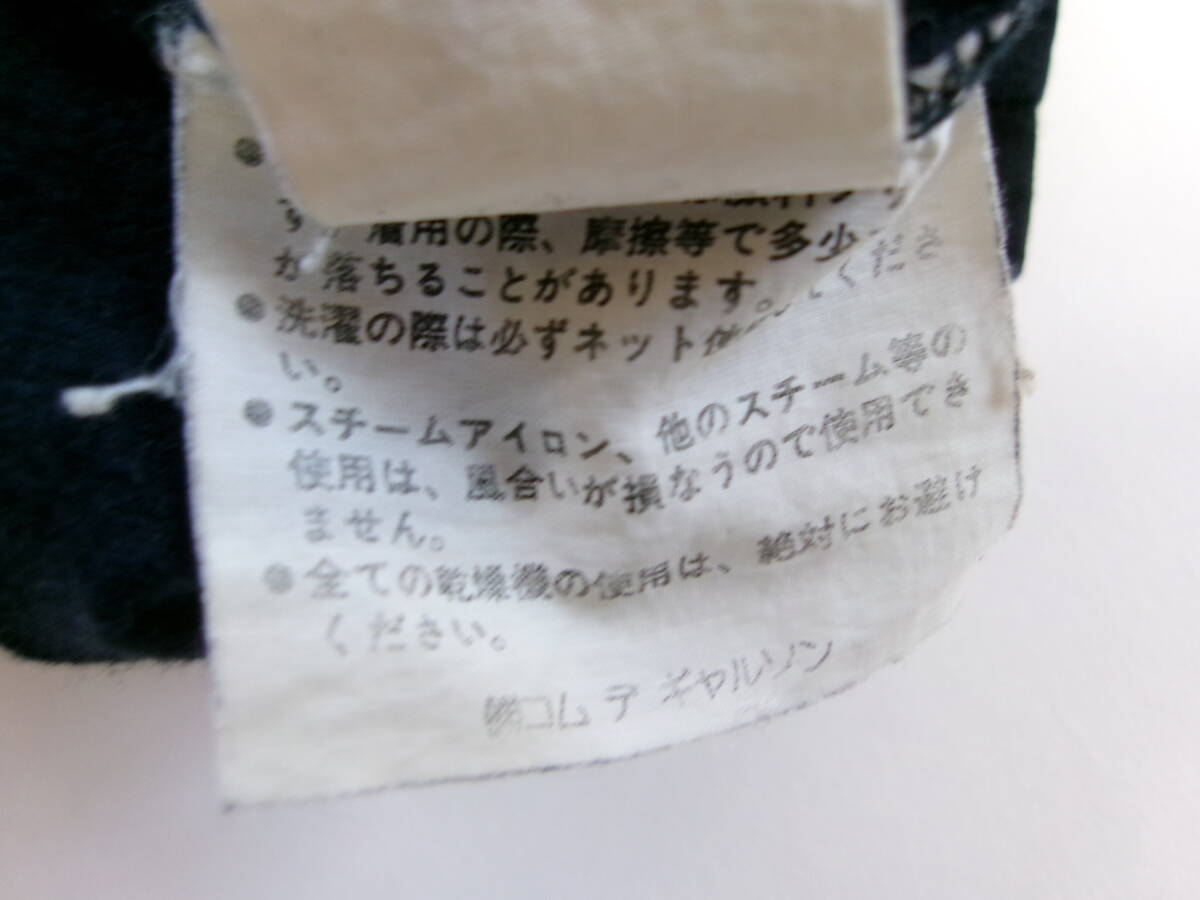 ●
す 着用の際、摩擦等で多少
が落ちることがあります。
●洗濯の際は必ずネット くださ
い。
●スチームアイロン、他のスチーム等の
使用は、風合いが損なうので使用でき
ません。
●全ての乾燥機の使用は、絶対にお避け
ください。
㈱コム デ ギャルソン